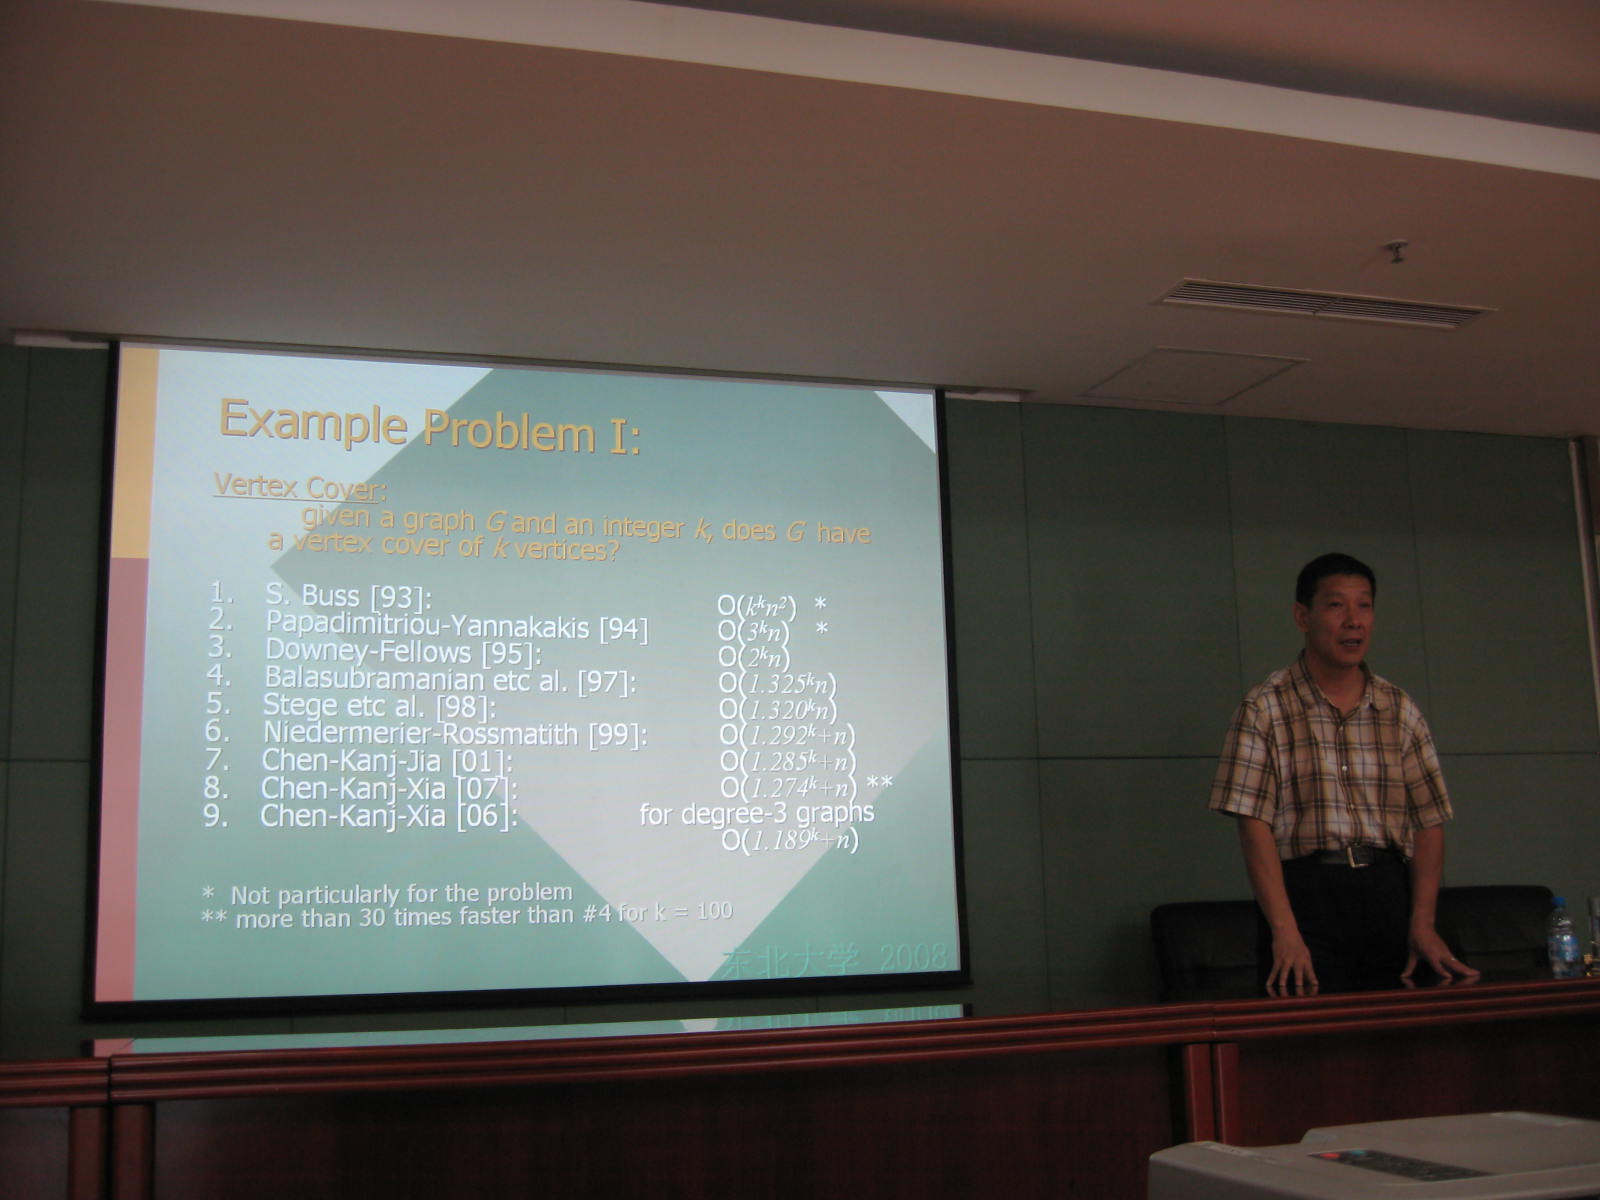 Example Problem I:
Vertex Cover:
given a graph G and an integer k, does G have
a vertex cover of k vertices?
1. S. Buss [93]: O(kᵏn²) *
2. Papadimitriou-Yannakakis [94] O(3ᵏn) *
3. Downey-Fellows [95]: O(2ᵏn)
4. Balasubramanian etc al. [97]: O(1.325ᵏn)
5. Stege etc al. [98]: O(1.320ᵏn)
6. Niedermerier-Rossmatith [99]: O(1.292ᵏ+n)
7. Chen-Kanj-Jia [01]: O(1.285ᵏ+n)
8. Chen-Kanj-Xia [07]: O(1.274ᵏ+n) **
9. Chen-Kanj-Xia [06]: for degree-3 graphs
O(1.189ᵏ+n)
* Not particularly for the problem
** more than 30 times faster than #4 for k = 100
东北大学 2008